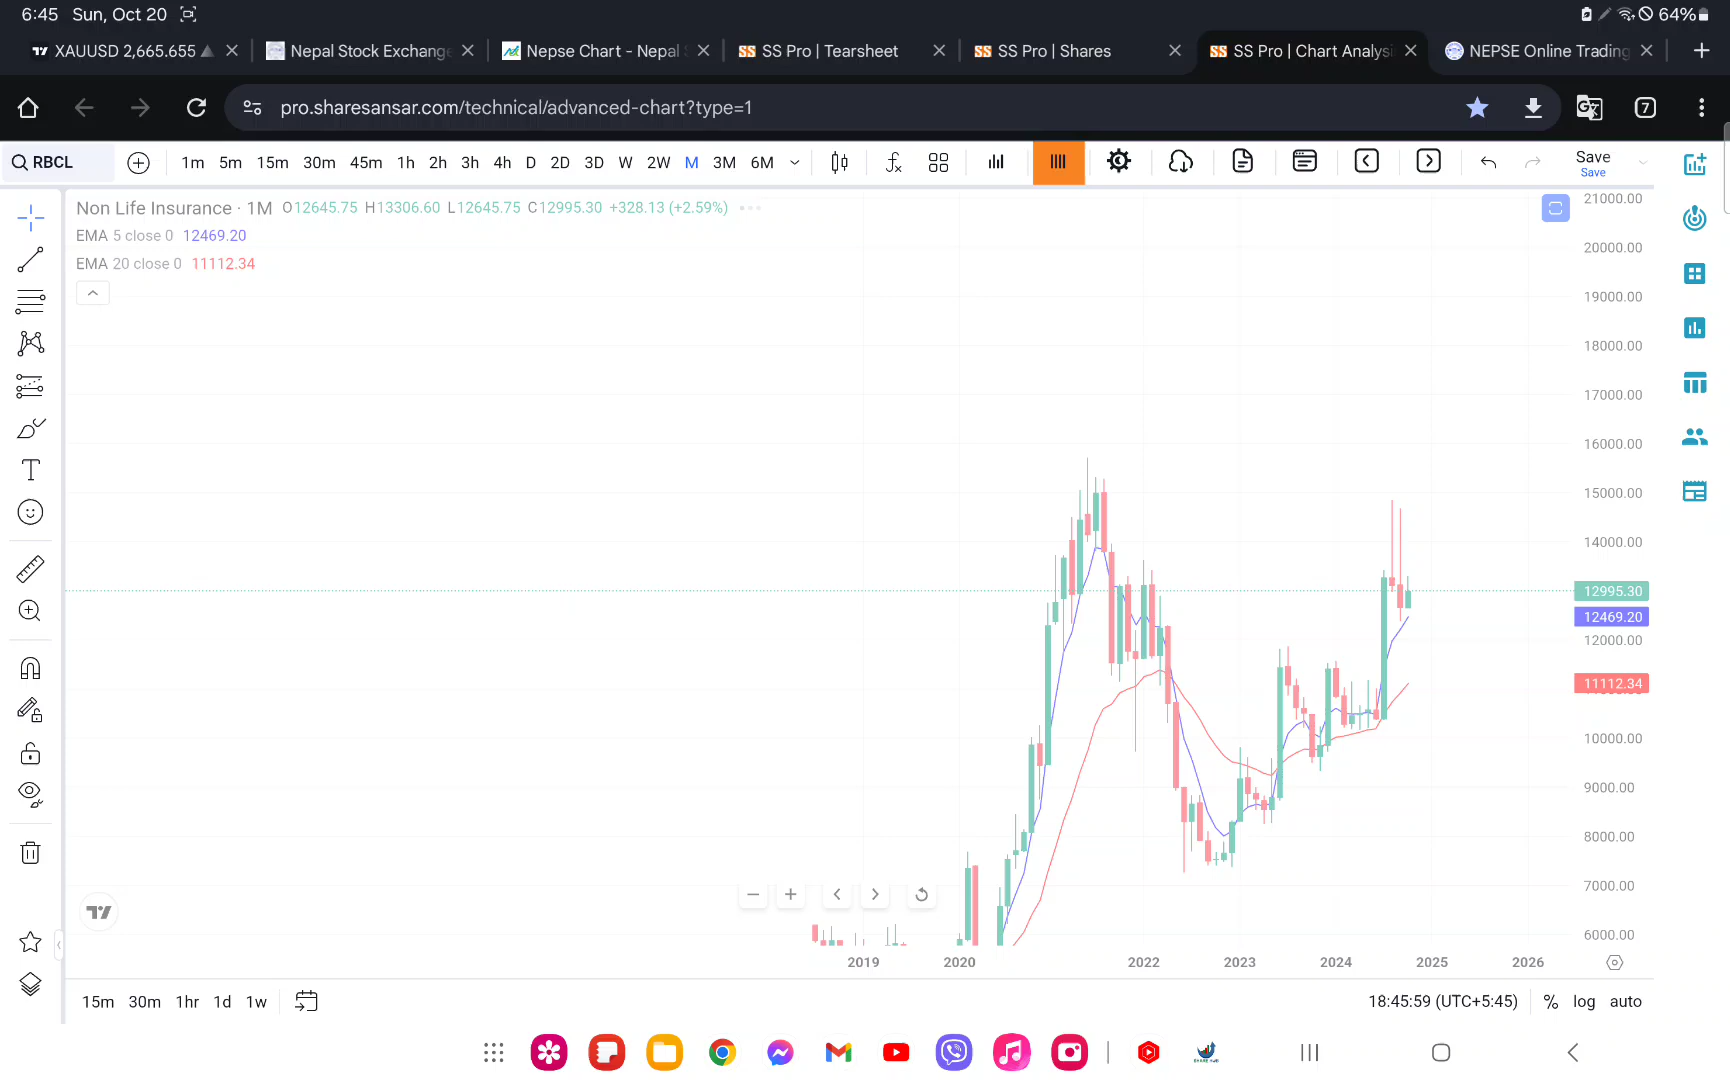 6:45 Sun, Oct 20 64%
XAUUSD 2,665.655
Nepal Stock Exchange
Nepse Chart - Nepal S
SS Pro | Tearsheet
SS Pro | Shares
SS Pro | Chart Analysi
NEPSE Online Trading
pro.sharesansar.com/technical/advanced-chart?type=1
7
RBCL 1m 5m 15m 30m 45m 1h 2h 3h 4h D 2D 3D W 2W M 3M 6M Save
Save
Non Life Insurance · 1M O12645.75 H13306.60 L12645.75 C12995.30 +328.13 (+2.59%)
EMA 5 close 0 12469.20
EMA 20 close 0 11112.34
21000.00
20000.00
19000.00
18000.00
17000.00
16000.00
15000.00
14000.00
12995.30
12469.20
12000.00
11112.34
10000.00
9000.00
8000.00
7000.00
6000.00
2019 2020 2022 2023 2024 2025 2026
15m 30m 1hr 1d 1w 18:45:59 (UTC+5:45) % log auto